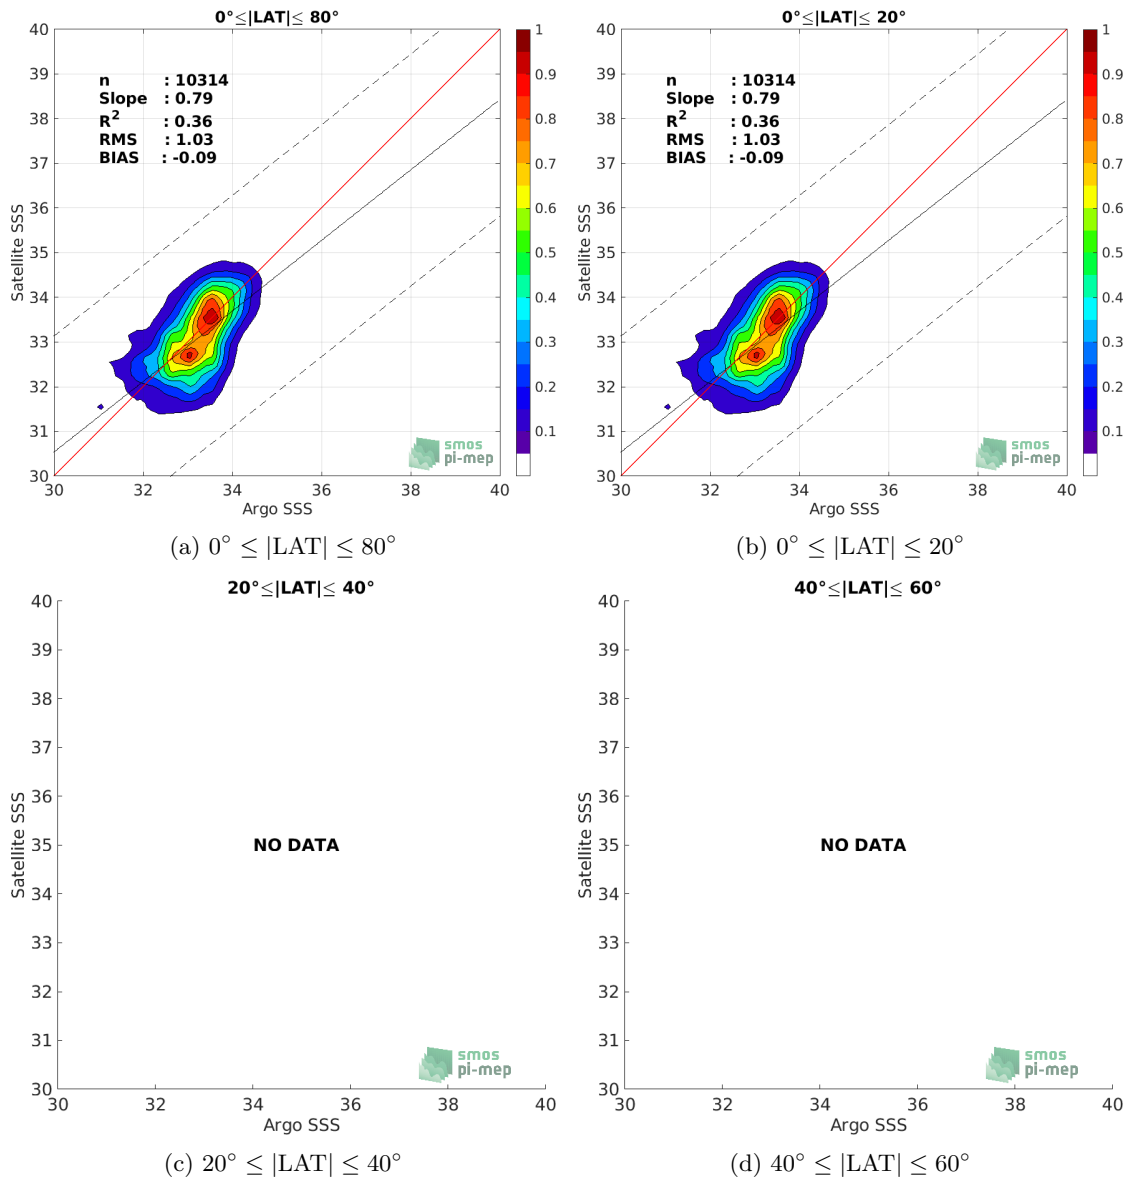 0°≤|LAT|≤ 80°
n : 10314
Slope : 0.79
R2 : 0.36
RMS : 1.03
BIAS : -0.09
40
39
38
37
36
35
34
33
32
31
30
Satellite SSS
30 32 34 36 38 40
Argo SSS
1
0.9
0.8
0.7
0.6
0.5
0.4
0.3
0.2
0.1
smos
pi-mep
(a) 0° ≤ |LAT| ≤ 80°
0°≤|LAT|≤ 20°
n : 10314
Slope : 0.79
R2 : 0.36
RMS : 1.03
BIAS : -0.09
40
39
38
37
36
35
34
33
32
31
30
Satellite SSS
30 32 34 36 38 40
Argo SSS
1
0.9
0.8
0.7
0.6
0.5
0.4
0.3
0.2
0.1
smos
pi-mep
(b) 0° ≤ |LAT| ≤ 20°
20°≤|LAT|≤ 40°
40
39
38
37
36
35
34
33
32
31
30
Satellite SSS
NO DATA
30 32 34 36 38 40
Argo SSS
smos
pi-mep
(c) 20° ≤ |LAT| ≤ 40°
40°≤|LAT|≤ 60°
40
39
38
37
36
35
34
33
32
31
30
Satellite SSS
NO DATA
30 32 34 36 38 40
Argo SSS
smos
pi-mep
(d) 40° ≤ |LAT| ≤ 60°